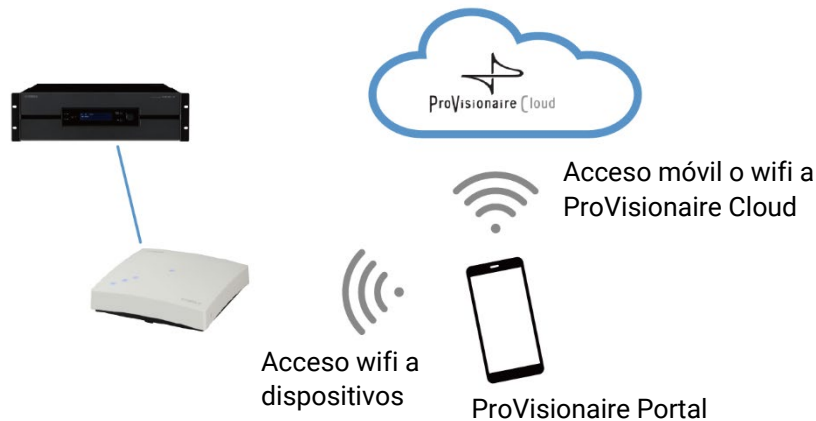 ProVisionaire Cloud
Acceso móvil o wifi a
ProVisionaire Cloud
Acceso wifi a
dispositivos
ProVisionaire Portal